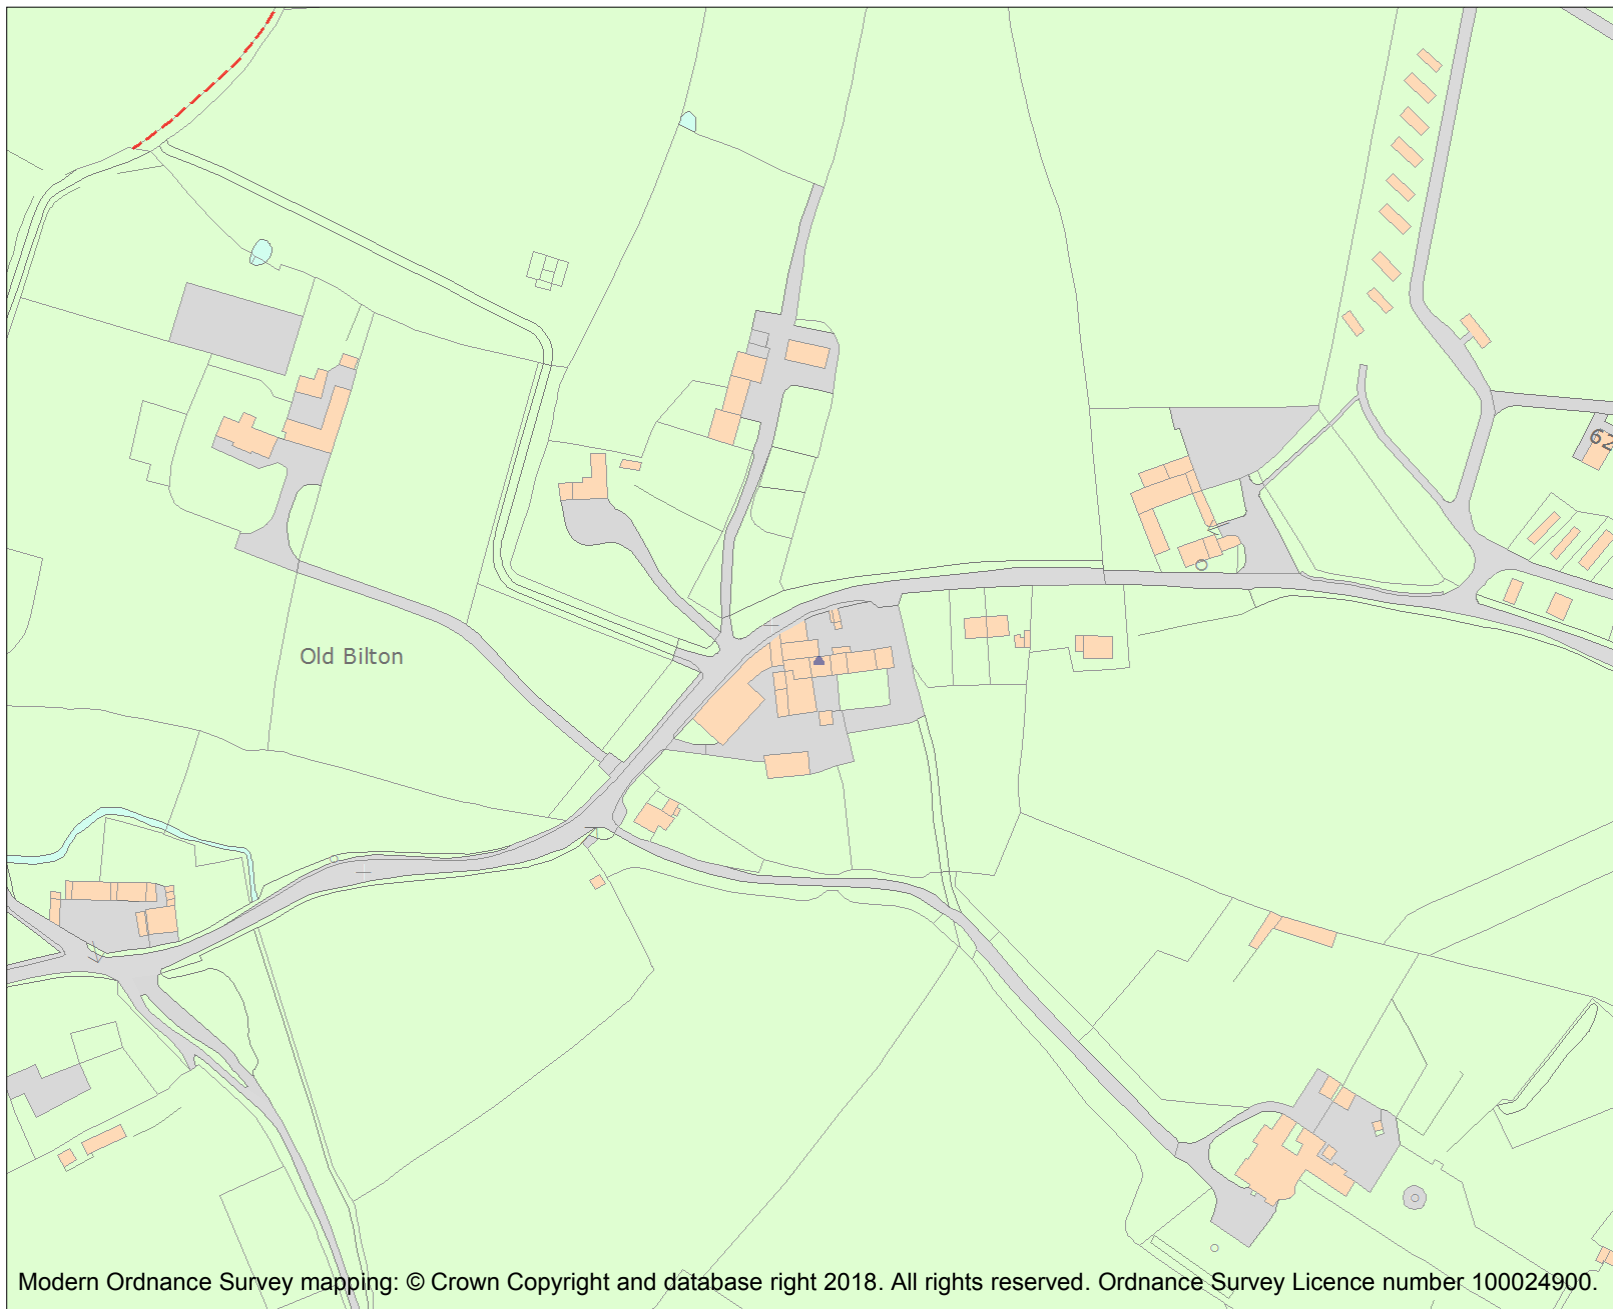 62
Old Bilton
Modern Ordnance Survey mapping: © Crown Copyright and database right 2018. All rights reserved. Ordnance Survey Licence number 100024900.